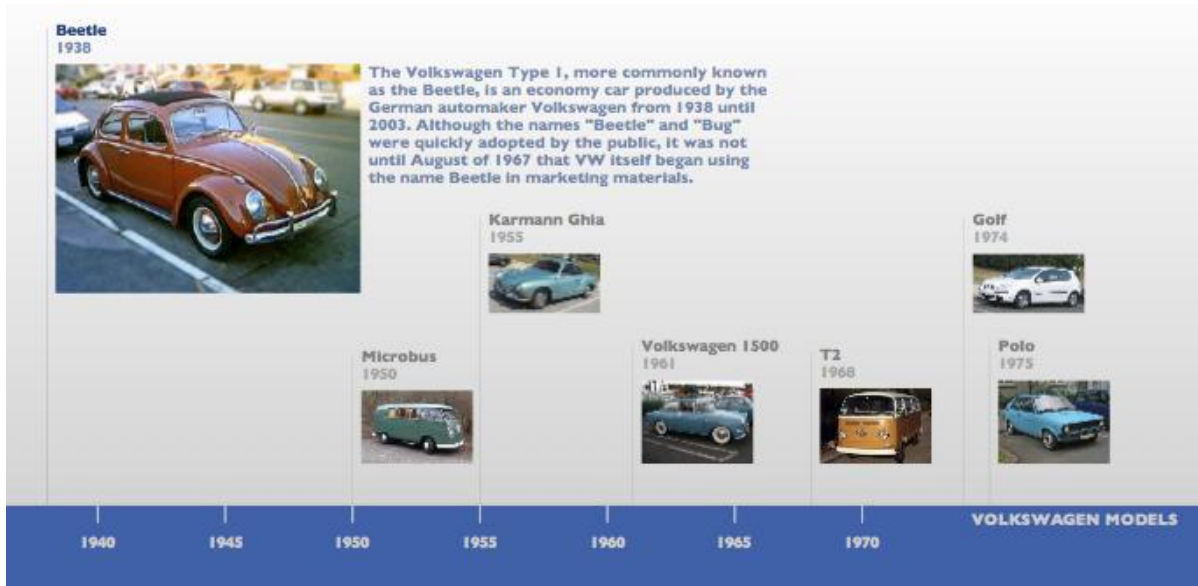 Beetle
1938
The Volkswagen Type 1, more commonly known
as the Beetle, is an economy car produced by the
German automaker Volkswagen from 1938 until
2003. Although the names "Beetle" and "Bug"
were quickly adopted by the public, it was not
until August of 1967 that VW itself began using
the name Beetle in marketing materials.
Karmann Ghia
1955
Golf
1974
Microbus
1950
Volkswagen 1500
1961
T2
1968
Polo
1975
VOLKSWAGEN MODELS
1940
1945
1950
1955
1960
1965
1970